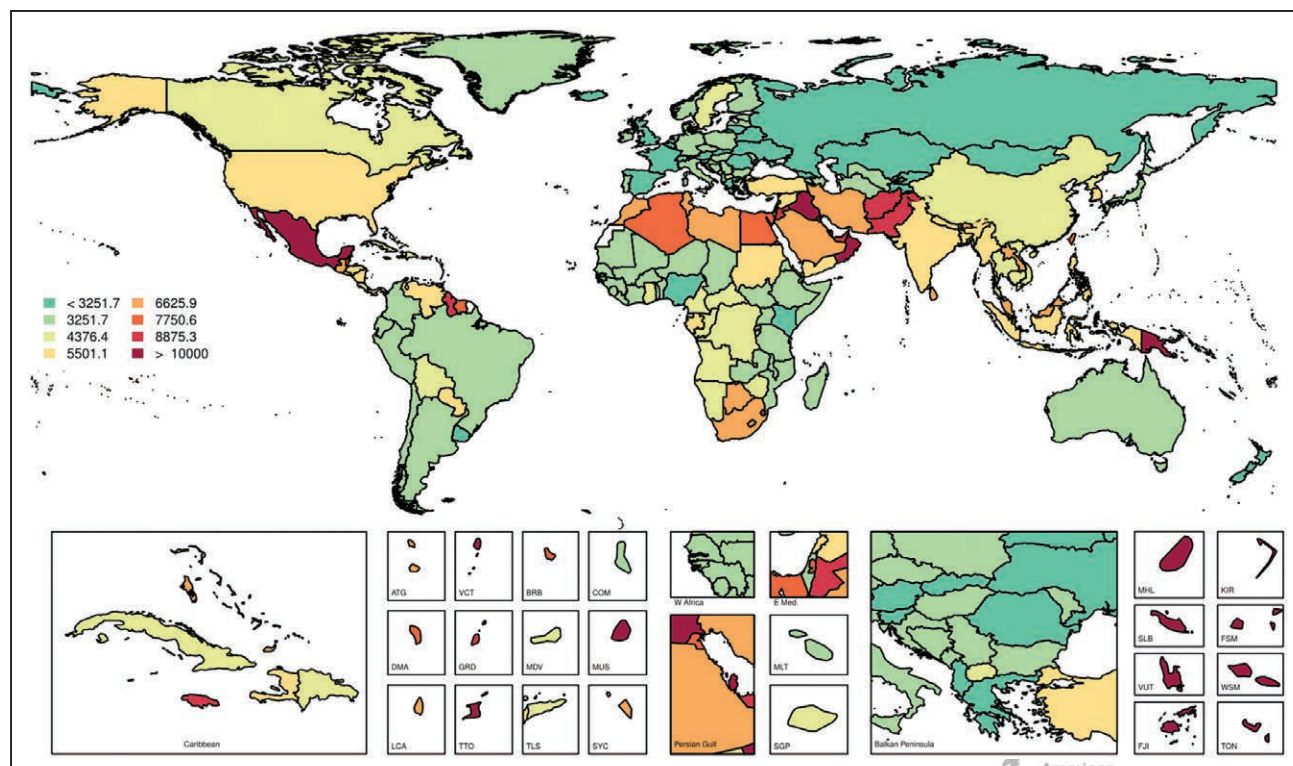 < 3251.7 6625.9
3251.7 7750.6
4376.4 8875.3
5501.1 > 10000
ATG VCT BRB COM W Africa E Med. MHL KIR
DMA GRD MDV MUS MLT SLB FSM
VUT WSM
Caribbean LCA TTO TLS SYC Persian Gulf SGP Balkan Peninsula FJI TON
American